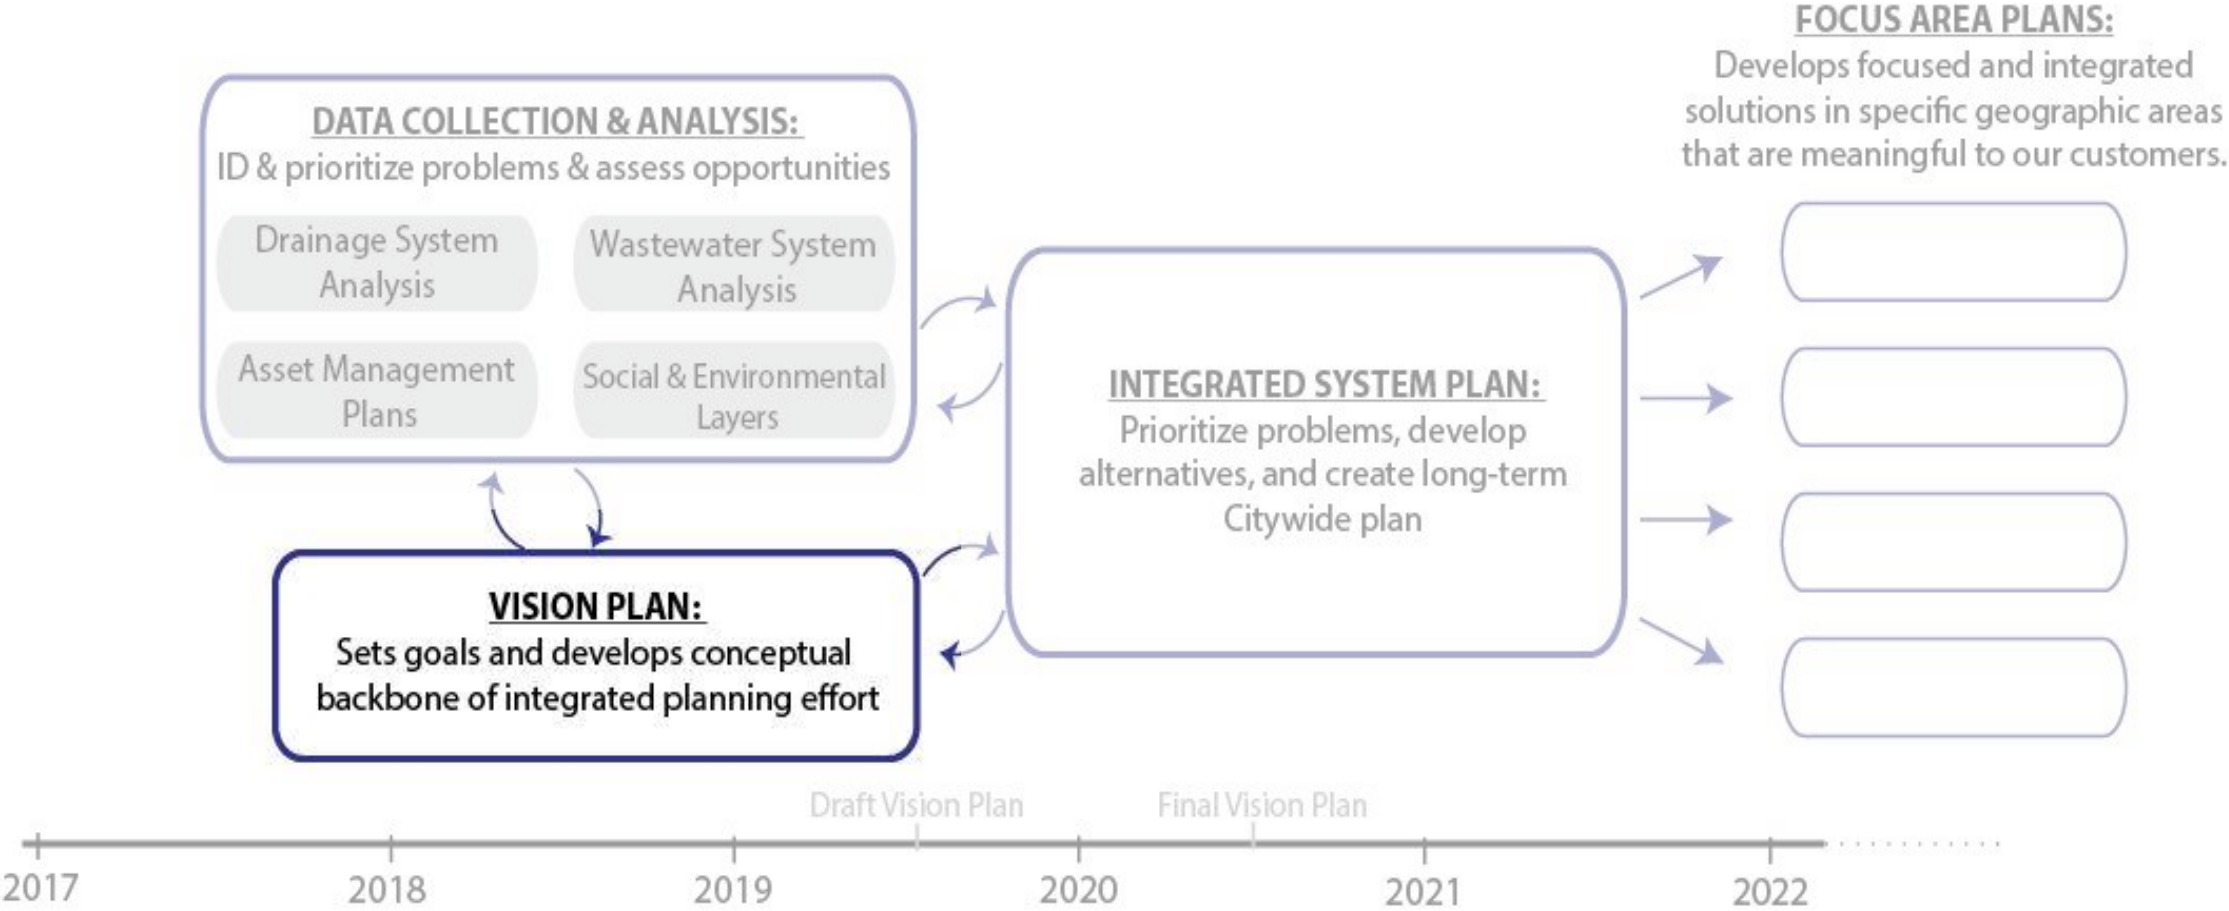 FOCUS AREA PLANS:
Develops focused and integrated
solutions in specific geographic areas
that are meaningful to our customers.
DATA COLLECTION & ANALYSIS:
ID & prioritize problems & assess opportunities
Drainage System
Analysis
Wastewater System
Analysis
Asset Management
Plans
Social & Environmental
Layers
INTEGRATED SYSTEM PLAN:
Prioritize problems, develop
alternatives, and create long-term
Citywide plan
VISION PLAN:
Sets goals and develops conceptual
backbone of integrated planning effort
Draft Vision Plan
Final Vision Plan
2017
2018
2019
2020
2021
2022